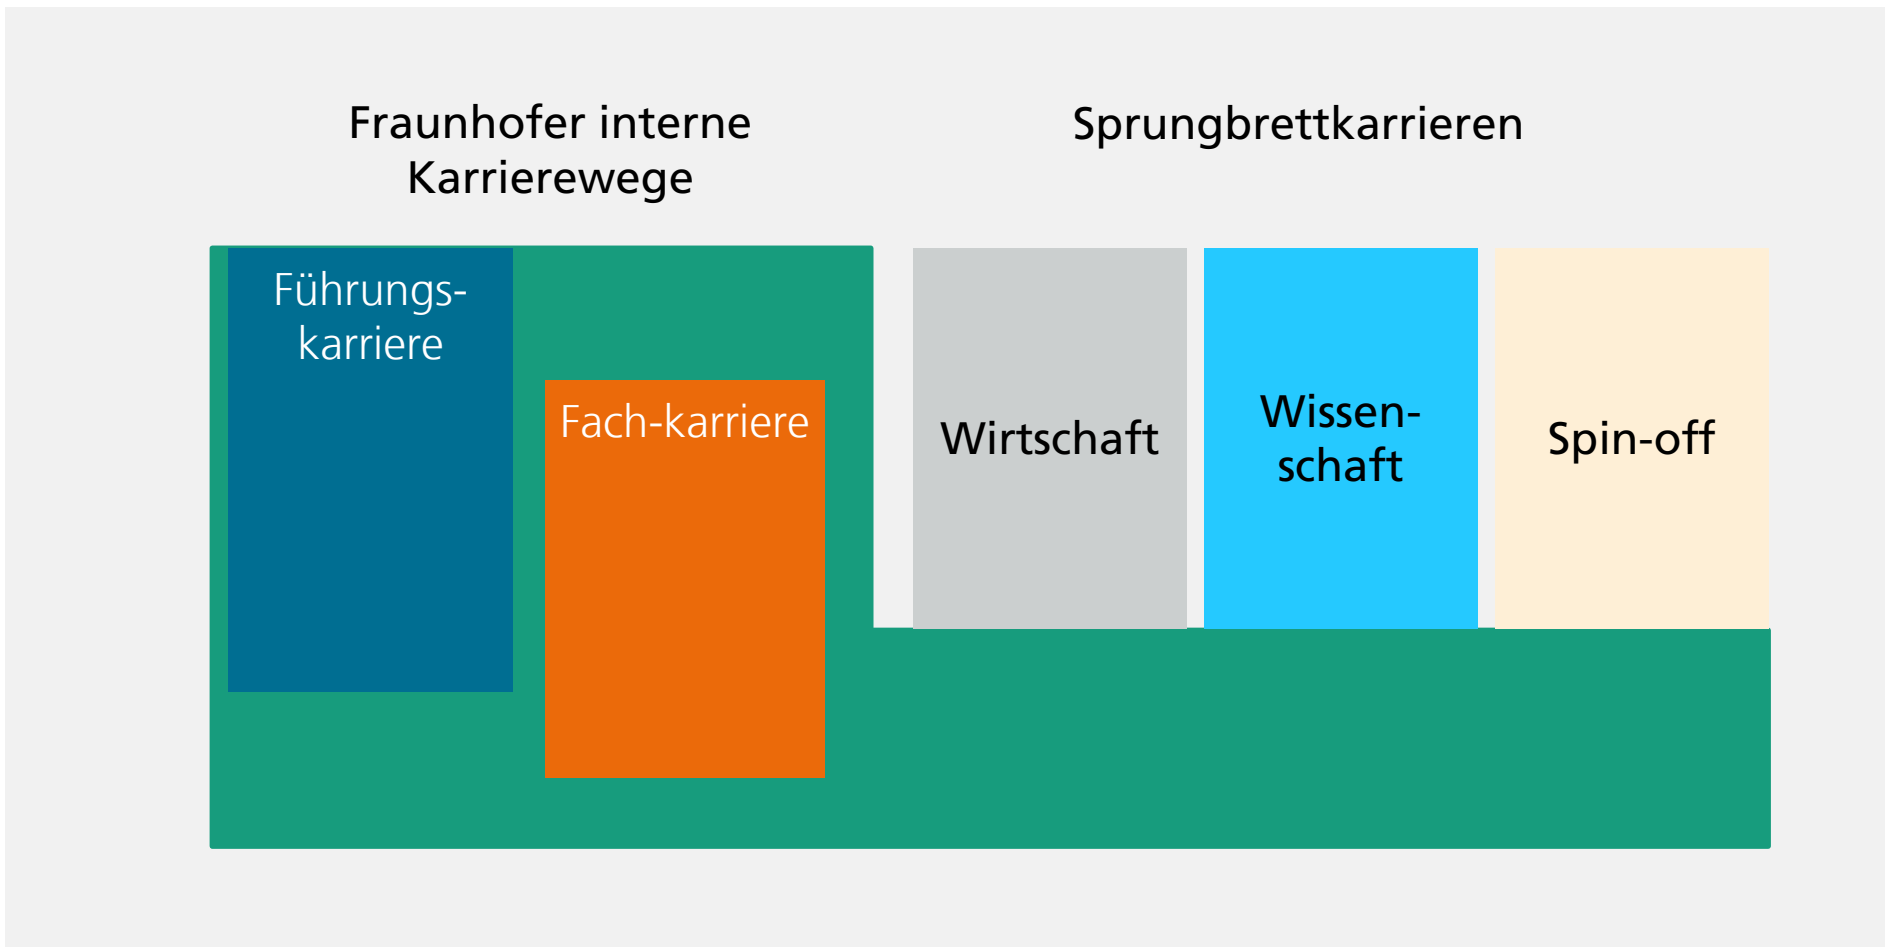 Fraunhofer interne
Karrierewege
Sprungbrettkarrieren
Führungs-
karriere
Fach-karriere
Wirtschaft
Wissen-
schaft
Spin-off